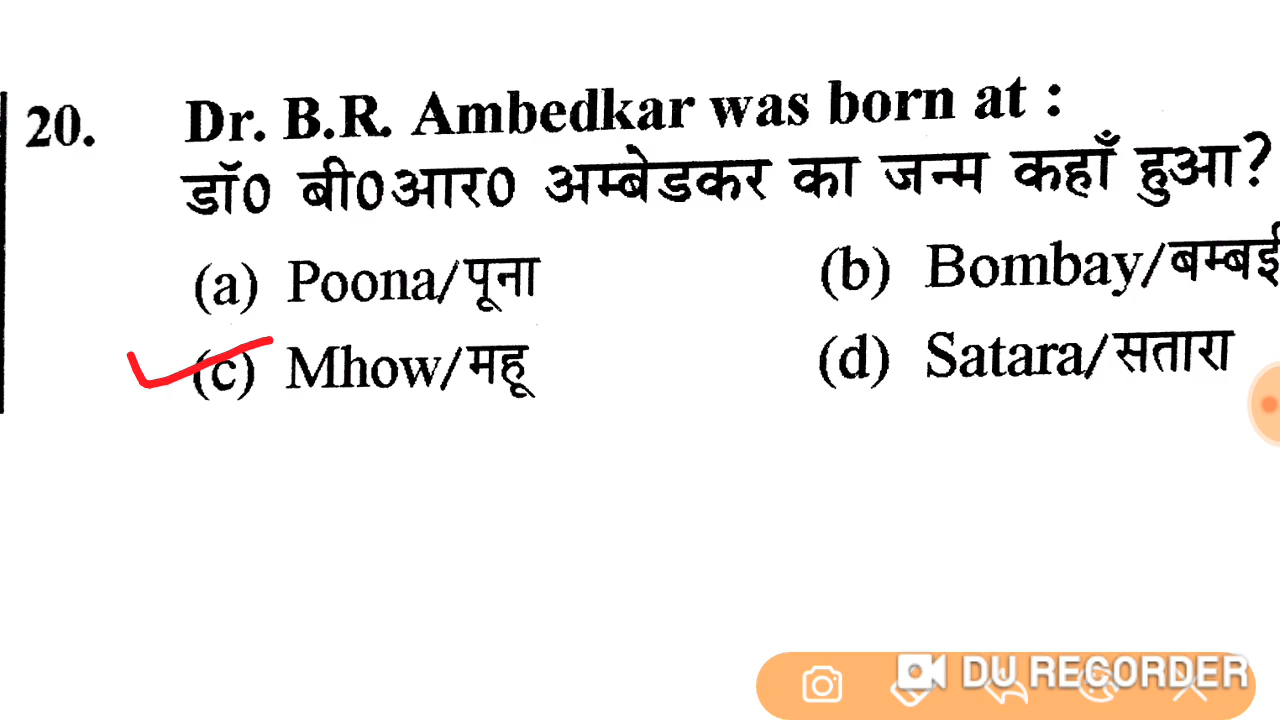 20. Dr. B.R. Ambedkar was born at :
डॉ0 बी0आर0 अम्बेडकर का जन्म कहाँ हुआ?
(a) Poona/पूना (b) Bombay/बम्बई
(c) Mhow/महू (d) Satara/सतारा
DU RECORDER